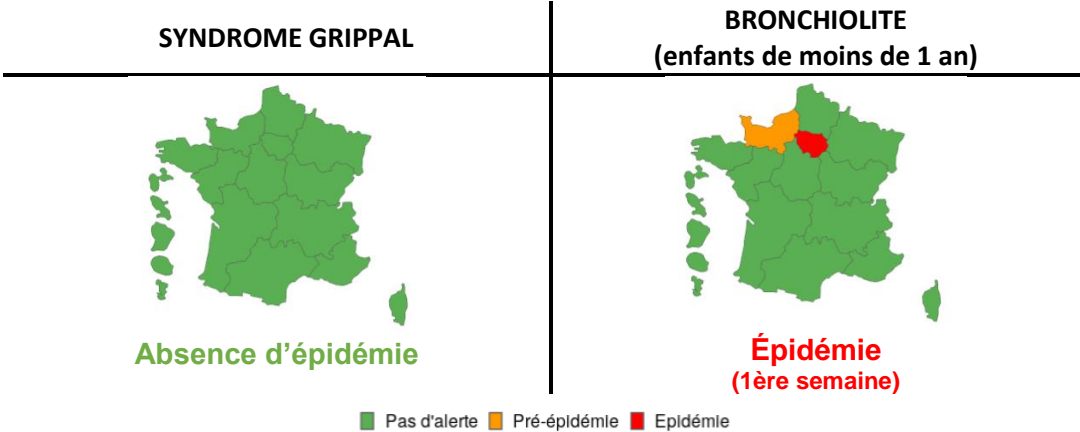 SYNDROME GRIPPAL
BRONCHIOLITE
(enfants de moins de 1 an)
Absence d’épidémie
Épidémie
(1ère semaine)
Pas d'alerte Pré-épidémie Epidémie